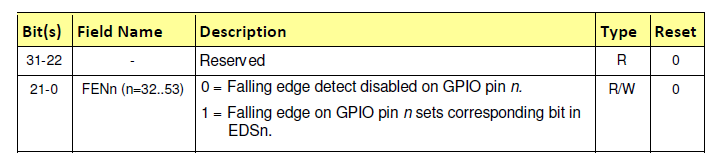 Bit(s) Field Name Description Type Reset
31-22 - Reserved R 0
21-0 FENn (n=32..53) 0 = Falling edge detect disabled on GPIO pin n. R/W 0
1 = Falling edge on GPIO pin n sets corresponding bit in
EDSn.